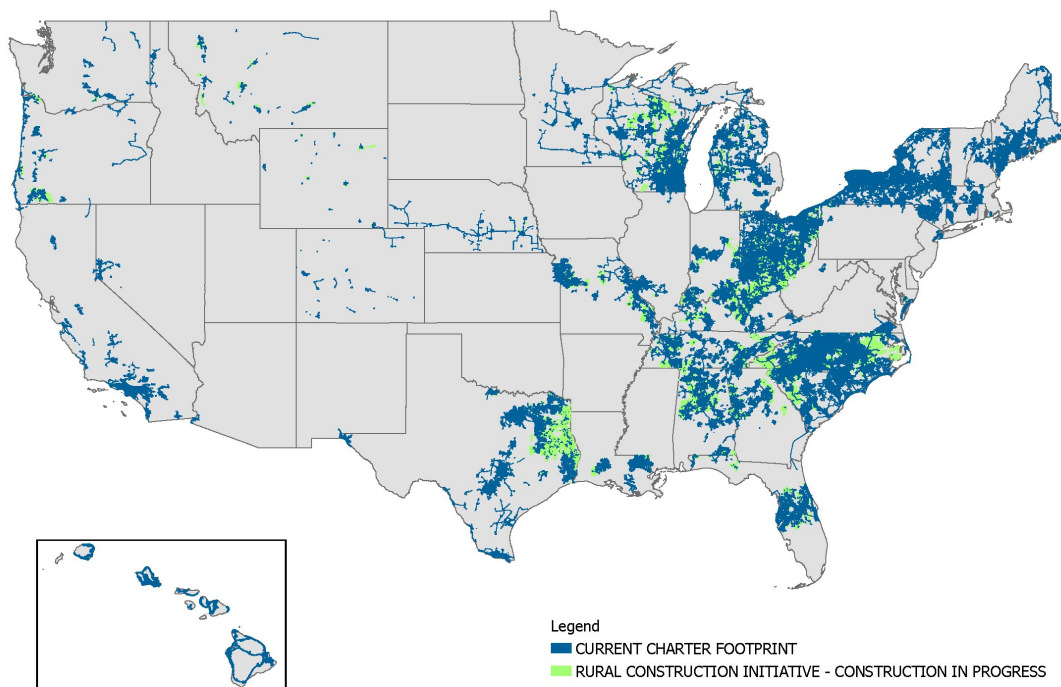 Legend
CURRENT CHARTER FOOTPRINT
RURAL CONSTRUCTION INITIATIVE - CONSTRUCTION IN PROGRESS